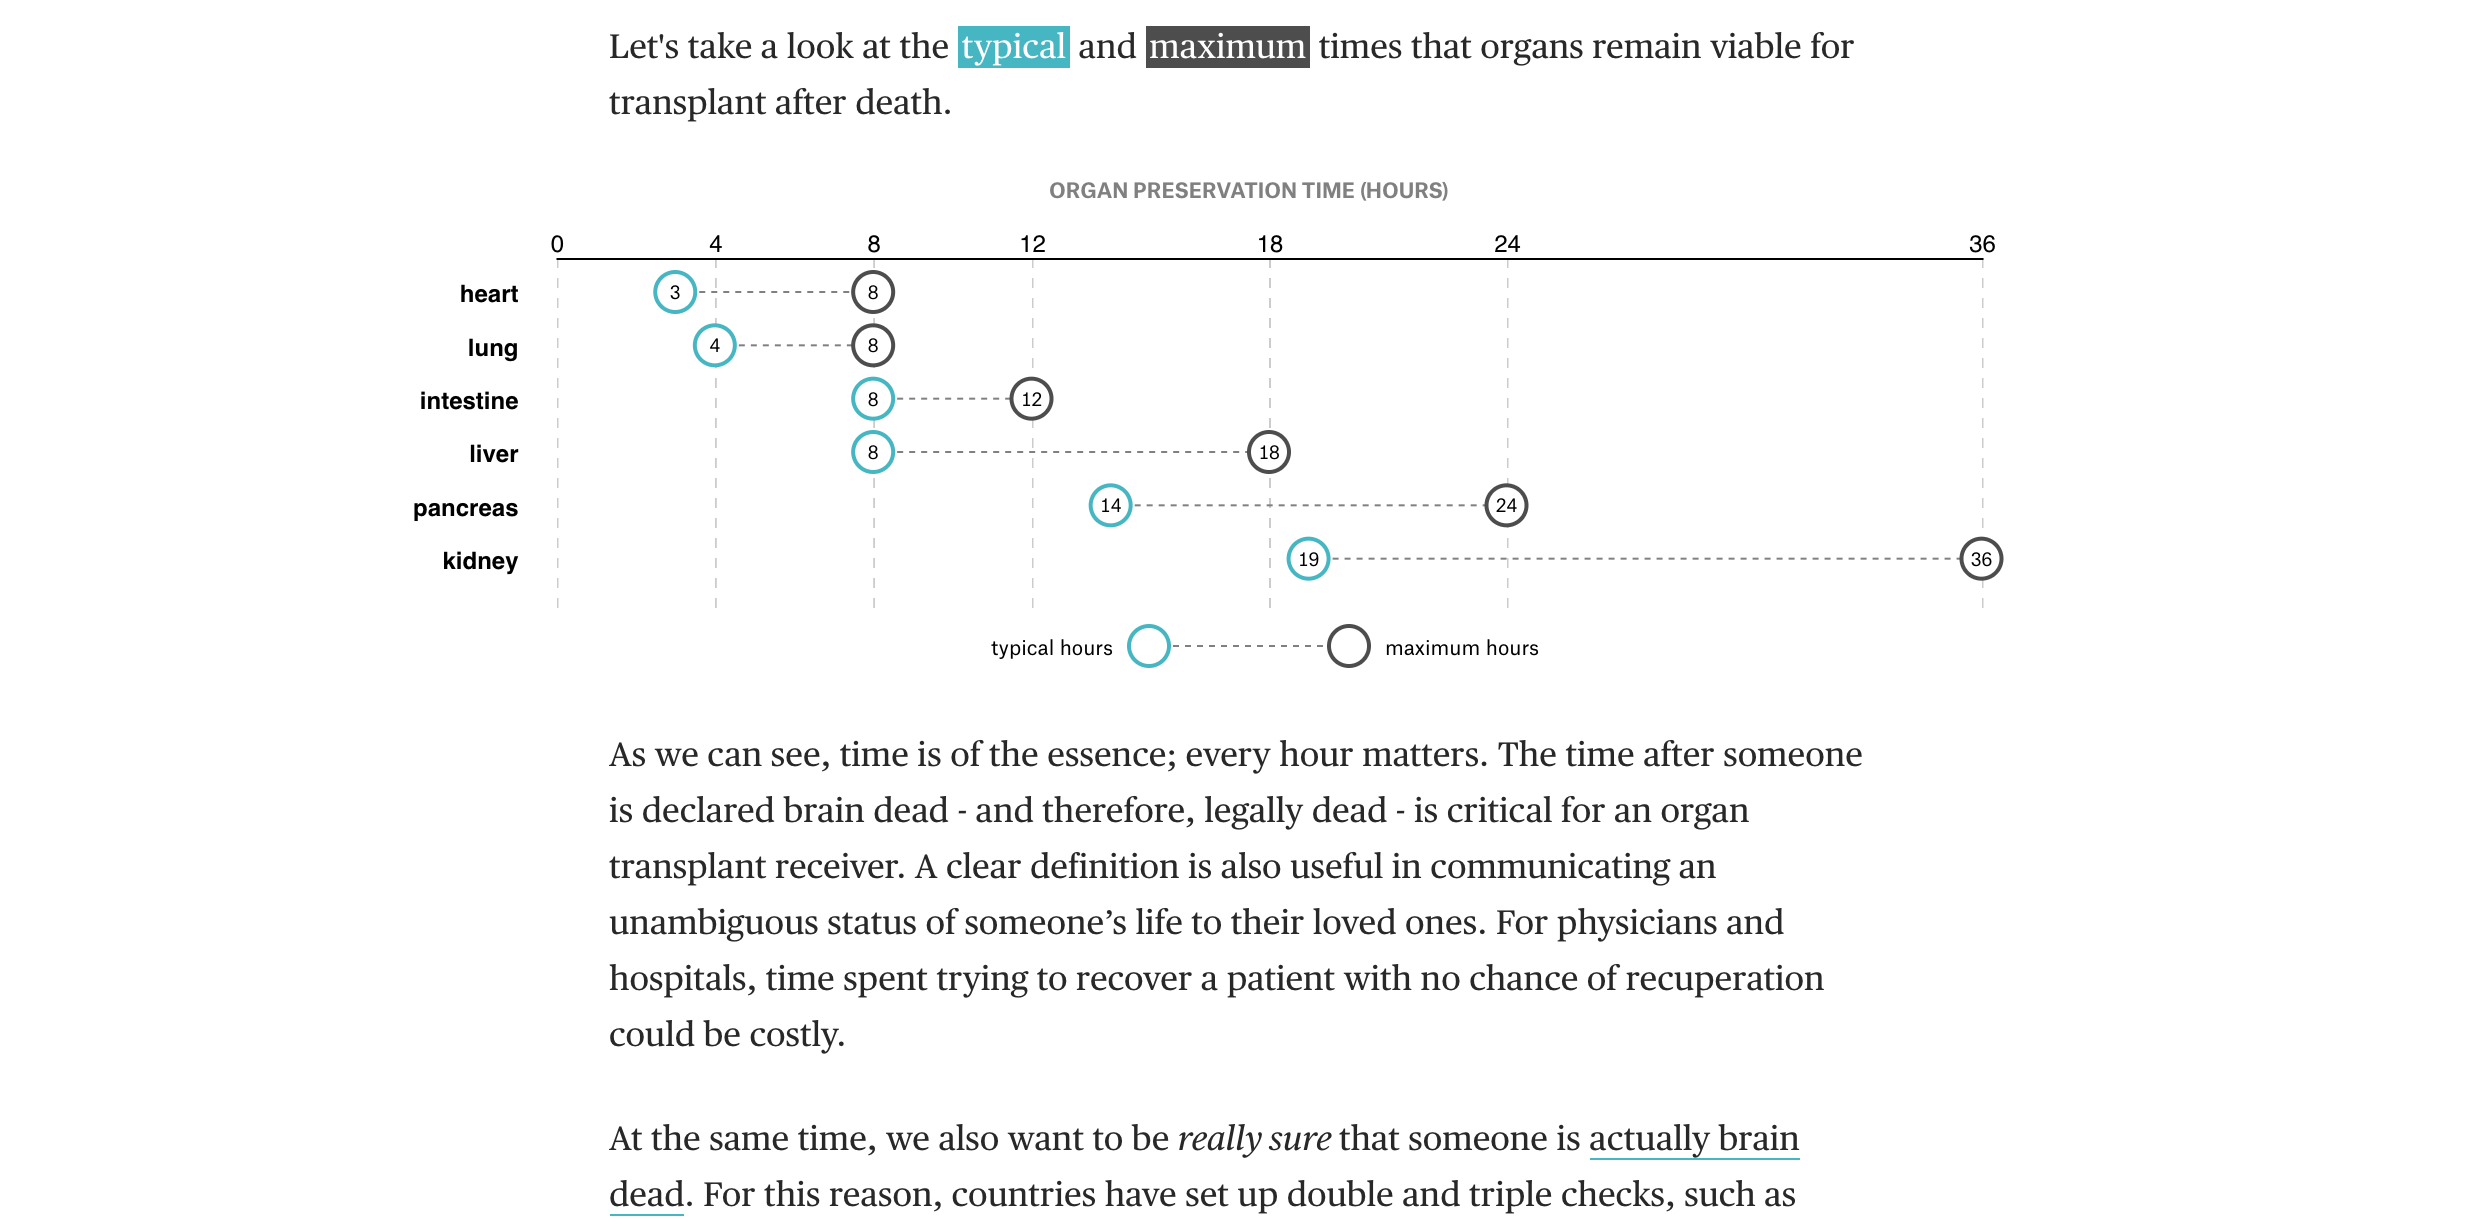 Let's take a look at the typical and maximum times that organs remain viable for
transplant after death.
ORGAN PRESERVATION TIME (HOURS)
0 4 8 12 18 24 36
heart 3 8
lung 4 8
intestine 8 12
liver 8 18
pancreas 14 24
kidney 19 36
typical hours maximum hours
As we can see, time is of the essence; every hour matters. The time after someone
is declared brain dead - and therefore, legally dead - is critical for an organ
transplant receiver. A clear definition is also useful in communicating an
unambiguous status of someone’s life to their loved ones. For physicians and
hospitals, time spent trying to recover a patient with no chance of recuperation
could be costly.
At the same time, we also want to be really sure that someone is actually brain
dead. For this reason, countries have set up double and triple checks, such as